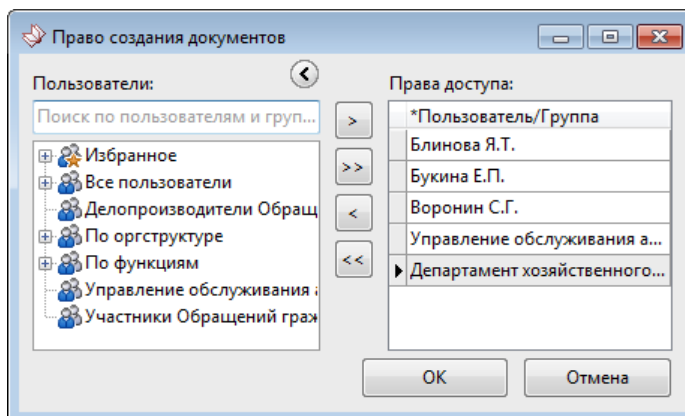 Право создания документов
Пользователи:
Поиск по пользователям и груп...
Избранное
Все пользователи
Делопроизводители Обращ
По оргструктуре
По функциям
Управление обслуживания
Участники Обращений граж
>
>>
<
<<
Права доступа:
*Пользователь/Группа
Блинова Я.Т.
Букина Е.П.
Воронин С.Г.
Управление обслуживания а...
Департамент хозяйственного...
OK
Отмена